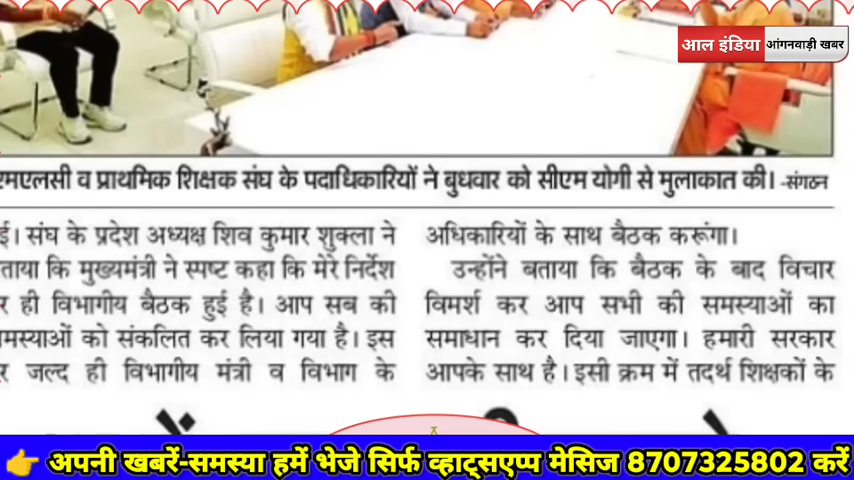 आल इंडिया आंगनवाड़ी खबर
एमएलसी व प्राथमिक शिक्षक संघ के पदाधिकारियों ने बुधवार को सीएम योगी से मुलाकात की। -संगठन
ई। संघ के प्रदेश अध्यक्ष शिव कुमार शुक्ला ने
ताया कि मुख्यमंत्री ने स्पष्ट कहा कि मेरे निर्देश
र ही विभागीय बैठक हुई है। आप सब की
मस्याओं को संकलित कर लिया गया है। इस
र जल्द ही विभागीय मंत्री व विभाग के
अधिकारियों के साथ बैठक करूंगा।
उन्होंने बताया कि बैठक के बाद विचार
विमर्श कर आप सभी की समस्याओं का
समाधान कर दिया जाएगा। हमारी सरकार
आपके साथ है। इसी क्रम में तदर्थ शिक्षकों के
अपनी खबरें-समस्या हमें भेजे सिर्फ व्हाट्सएप्प मेसिज 8707325802 करें